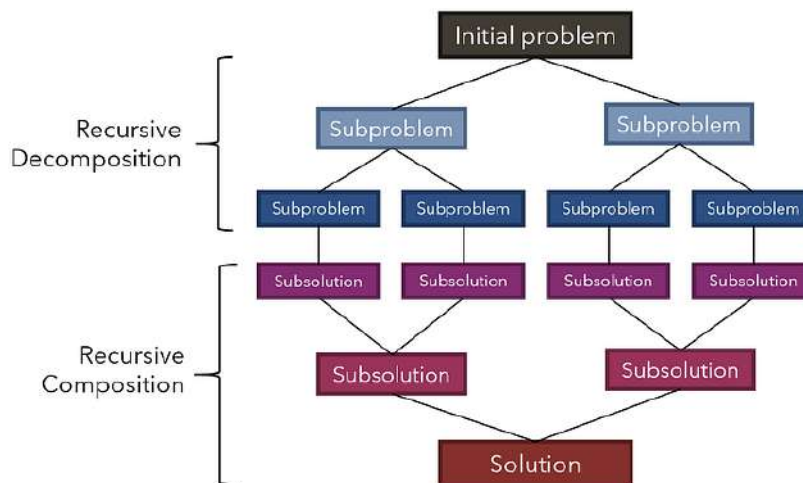 Initial problem
Recursive
Decomposition
Subproblem
Subproblem
Subproblem
Subproblem
Subproblem
Subproblem
Subsolution
Subsolution
Subsolution
Subsolution
Recursive
Composition
Subsolution
Subsolution
Solution